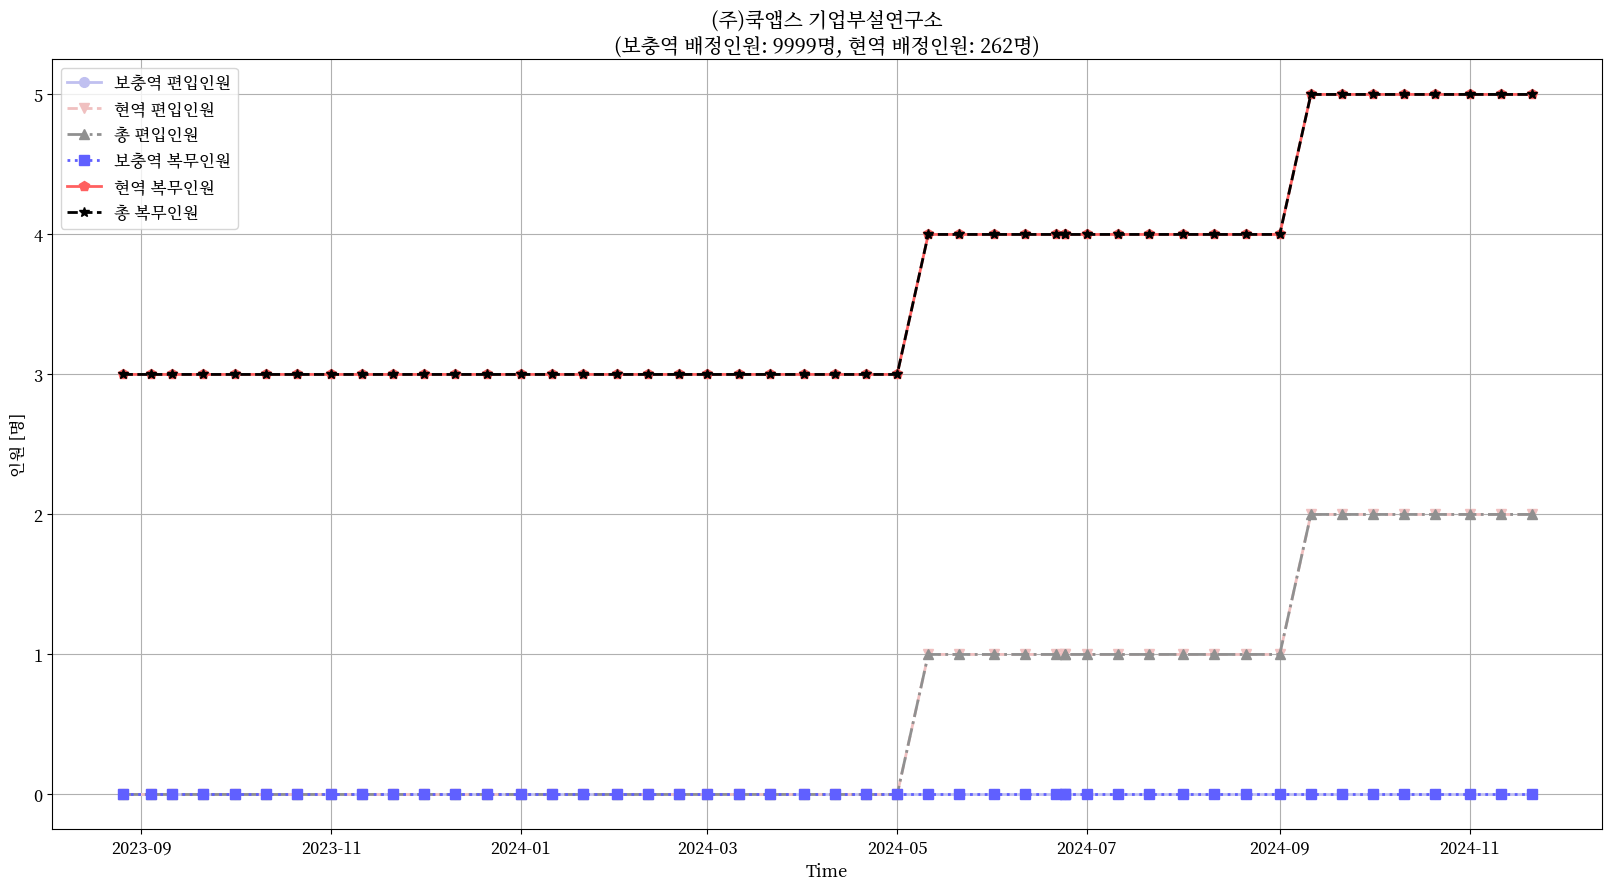 (주)쿡앱스 기업부설연구소
(보충역 배정인원: 9999명, 현역 배정인원: 262명)
보충역 편입인원
현역 편입인원
총 편입인원
보충역 복무인원
현역 복무인원
총 복무인원
5
4
3
2
1
0
인원 [명]
2023-09
2023-11
2024-01
2024-03
2024-05
2024-07
2024-09
2024-11
Time